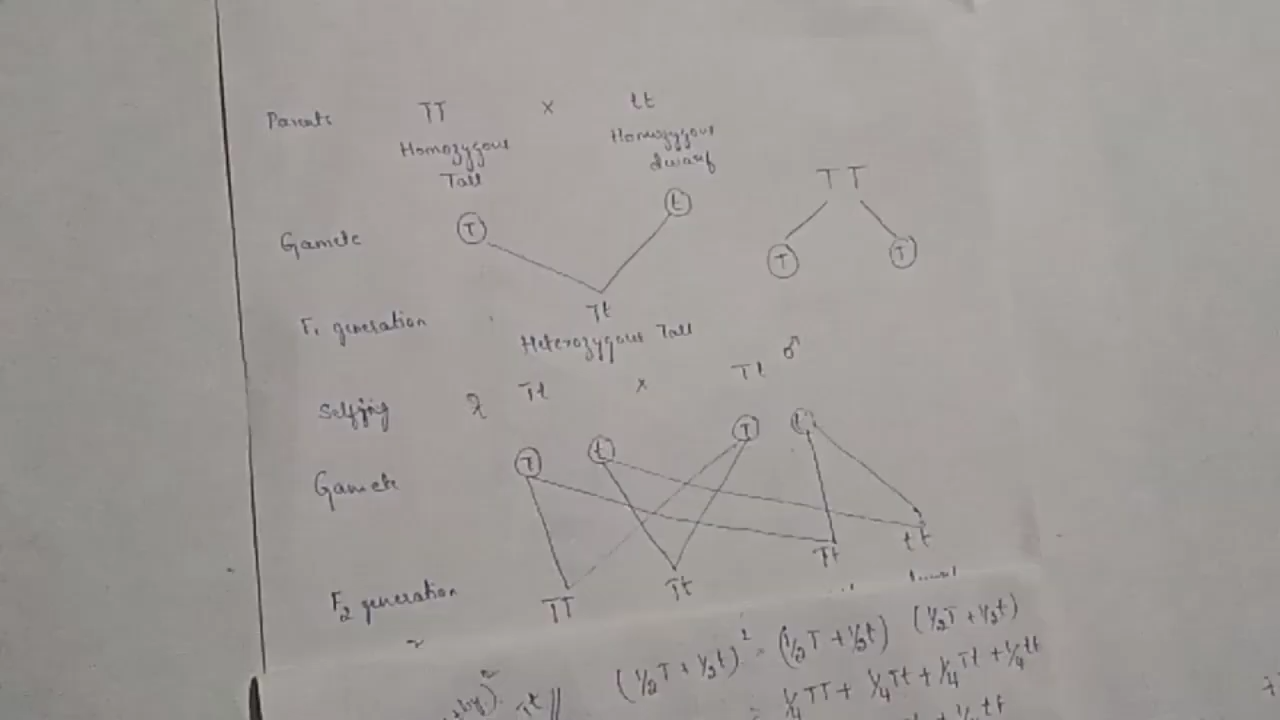 Parents TT × tt
Homozygous Homozygous
Tall dwarf
TT
Gamete T t
T T
Tt
F₁ generation
Heterozygous Tall
Selfing ♀ Tt × Tt ♂
Gamete T t T t
F₂ generation TT Tt Tt tt
(½T + ½t)² = (½T + ½t) (½T + ½t)
Tt //
= ¼TT + ¼Tt + ¼Tt + ¼tt